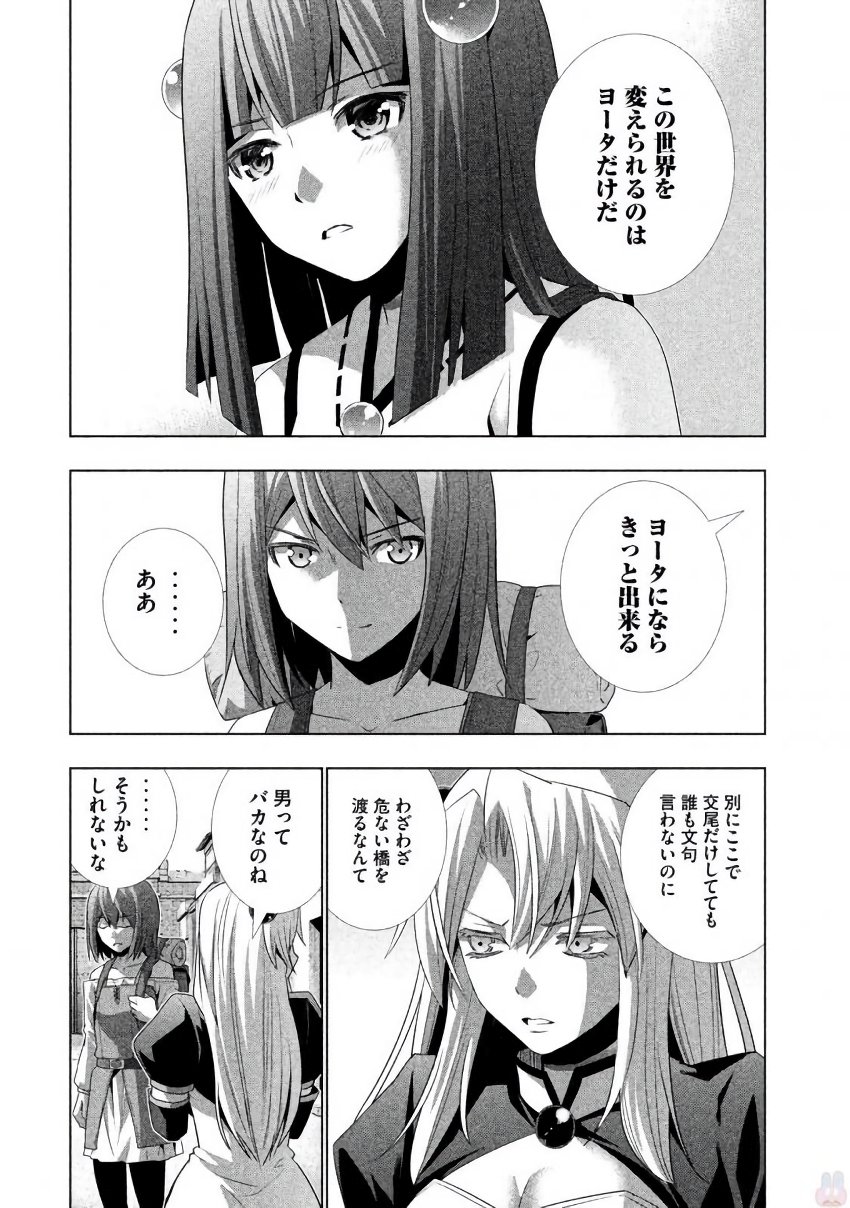 この世界を
変えられるのは
ヨータだけだ
ヨータになら
きっと出来る
・・・・・・
ああ
別にここで
交尾だけしてても
誰も文句
言わないのに
わざわざ
危ない橋を
渡るなんて
男って
バカなのね
・・・・・・
そうかも
しれないな